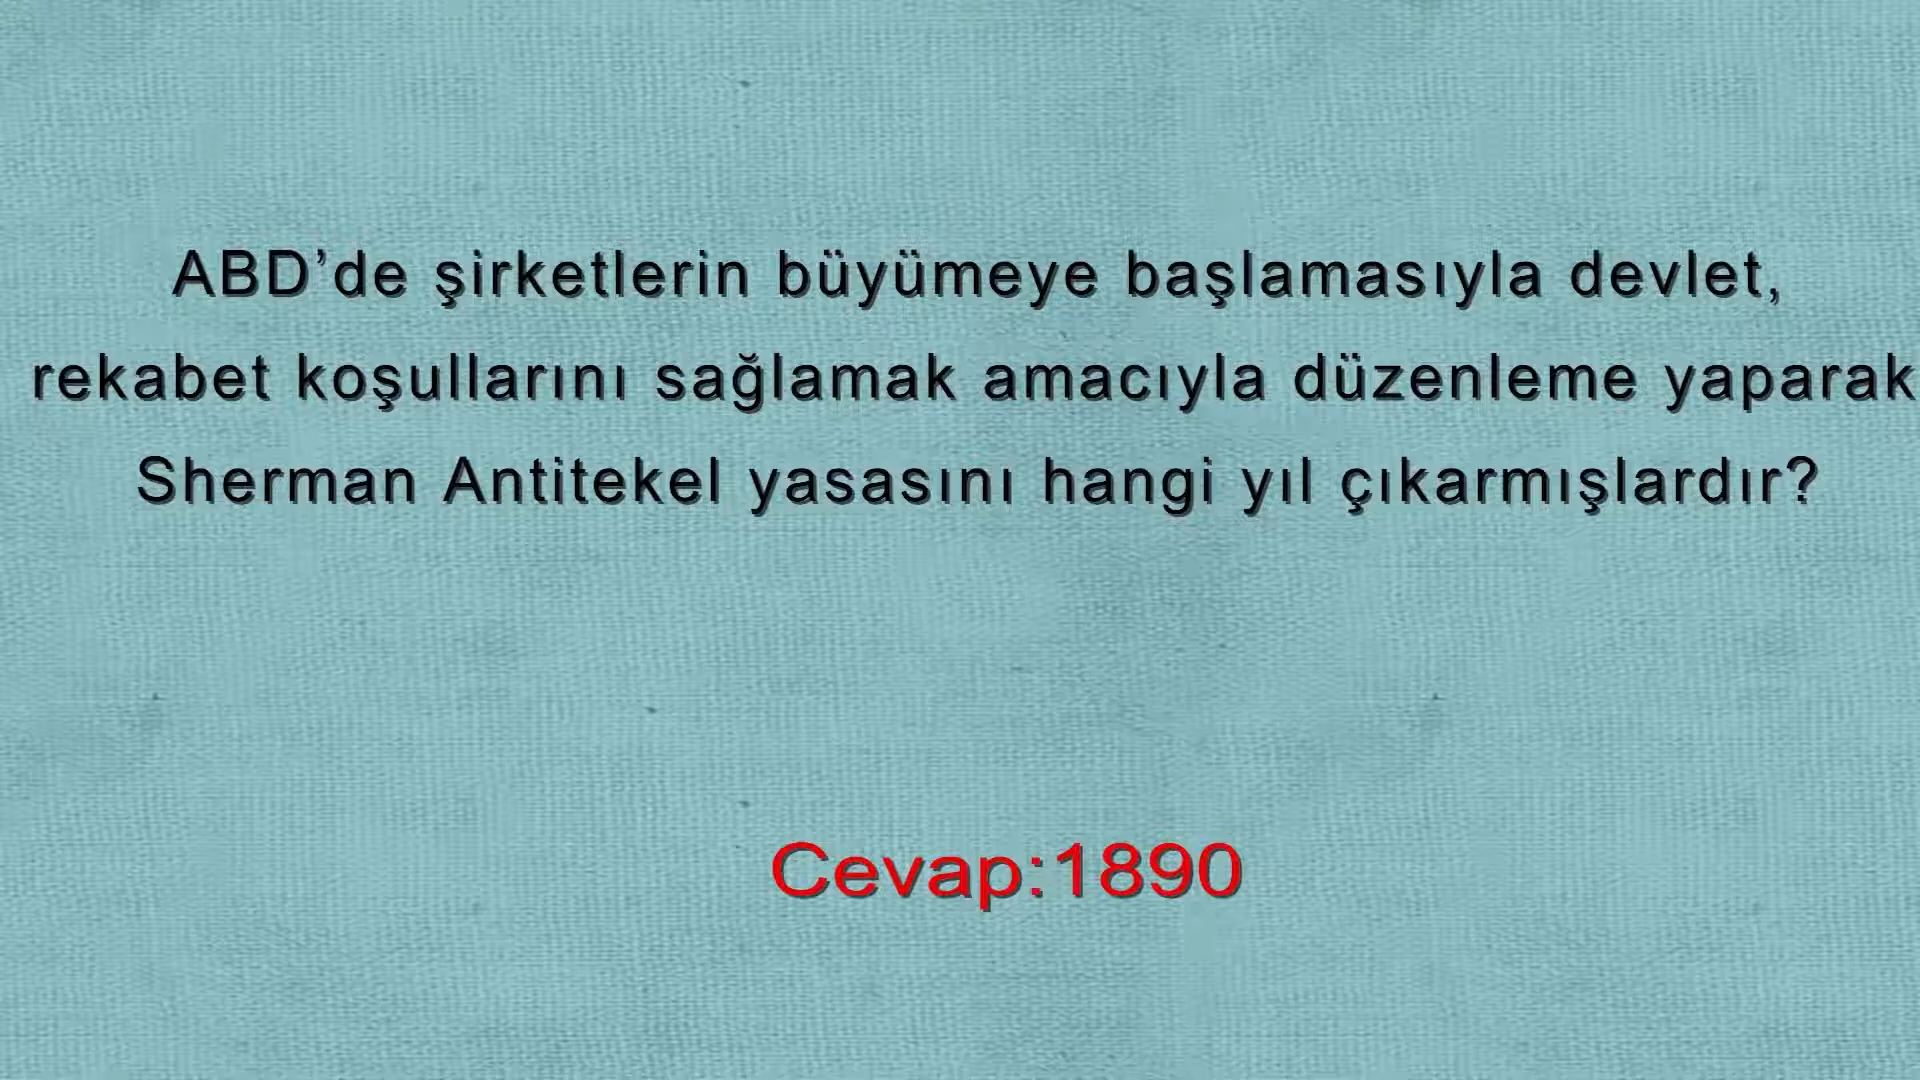 ABD’de şirketlerin büyümeye başlamasıyla devlet,
rekabet koşullarını sağlamak amacıyla düzenleme yaparak
Sherman Antitekel yasasını hangi yıl çıkarmışlardır?
Cevap:1890